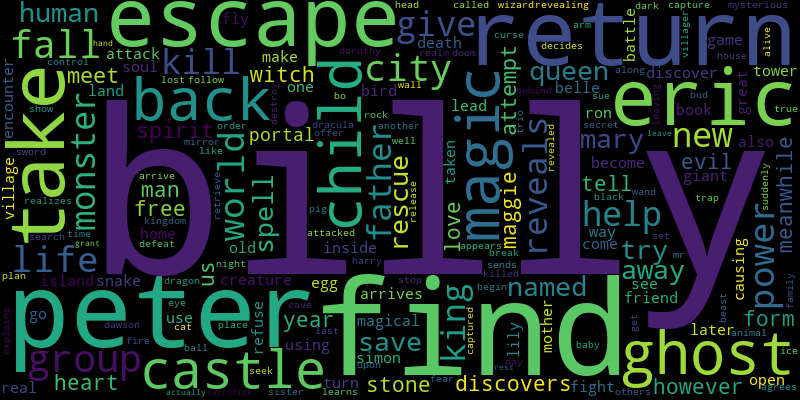 human
escape
return
fly
head
called
wizard
revealing
arm
dark
capture
mysterious
fall
attack
soul
kill
give
death
curse
decides
battle
villager
game
alive
hand
control
dorothy
realm
doom
queen
discover
house
take
meet
witch
city
belle
along
tower
encounter
land
make
one
attempt
lost
follow
back
child
destroy
bird
wall
behind
sue
eric
leaving
great
show
bo
lead
ron
book
bud
true
monster
spirit
portal
dracula
rock
another
order
offer
well
magic
mary
secret
new
leave
also
sword
mirror
like
father
taken
trio
revealed
become
evil
meanwhile
man
world
spell
rescue
reveals
help
tell
giant
village
arrive
free
pig
release
maggie
black
wand
trap
suddenly
realizes
kingdom
home
retrieve
attacked
love
appears
way
come
set
mr
power
billy
time
defeat
us
old
inside
harry
break
sends
try
away
causing
life
search
grant
night
stop
killed
see
friend
get
beast
family
plan
island
snake
dragon
creature
egg
arrives
king
begin
named
form
peter
find
later
animal
go
eye
use
place
year
cave
magical
captured
lily
mother
baby
ghost
explains
dawson
fire
cat
ball
refuse
using
last
save
fear
group
castle
simon
upon
however
open
ice
real
heart
seek
turn
stone
discovers
fight
others
agrees
actually
sacrifice
sister
learns